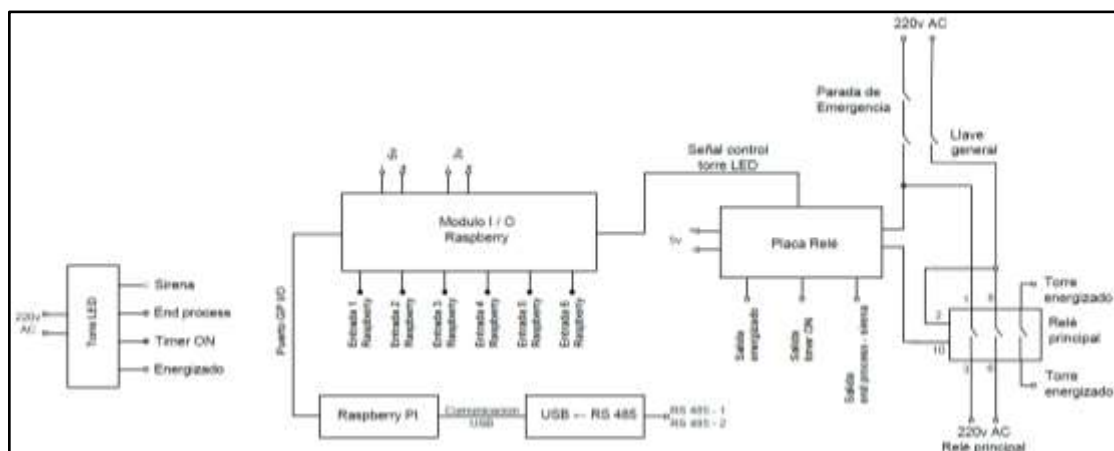 220v AC
Parada de
Emergencia
Llave
general
Señal control
torre LED
5v
5v
Modulo I / O
Raspberry
5v
Placa Relé
Puerto GP I/O
Entrada 1
Raspberry
Entrada 2
Raspberry
Entrada 3
Raspberry
Entrada 4
Raspberry
Entrada 5
Raspberry
Entrada 6
Raspberry
Salida
energizado
Salida
timer ON
Salida
end process - sirena
220v
AC
Torre LED
Sirena
End process
Timer ON
Energizado
Torre
energizado
Relé
principal
Torre
energizado
1
2
10
220v AC
Relé principal
Raspberry PI
Comunicacion
USB
USB -- RS 485
RS 485 - 1
RS 485 - 2